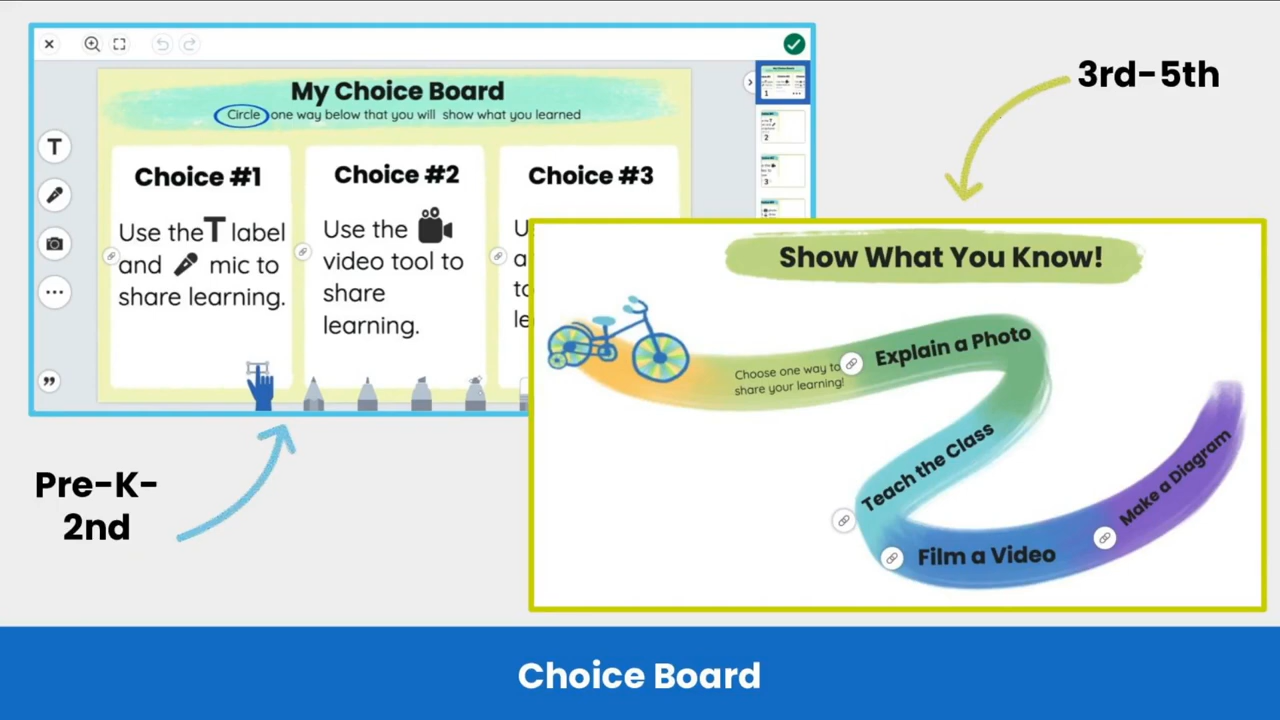 3rd-5th
T
My Choice Board
Circle one way below that you will show what you learned
Choice #1
Use the T label
and mic to
share learning.
Choice #2
Use the
video tool to
share
learning.
Choice #3
1
2
3
Show What You Know!
Choose one way to
share your learning!
Explain a Photo
Teach the Class
Film a Video
Make a Diagram
Pre-K-
2nd
Choice Board